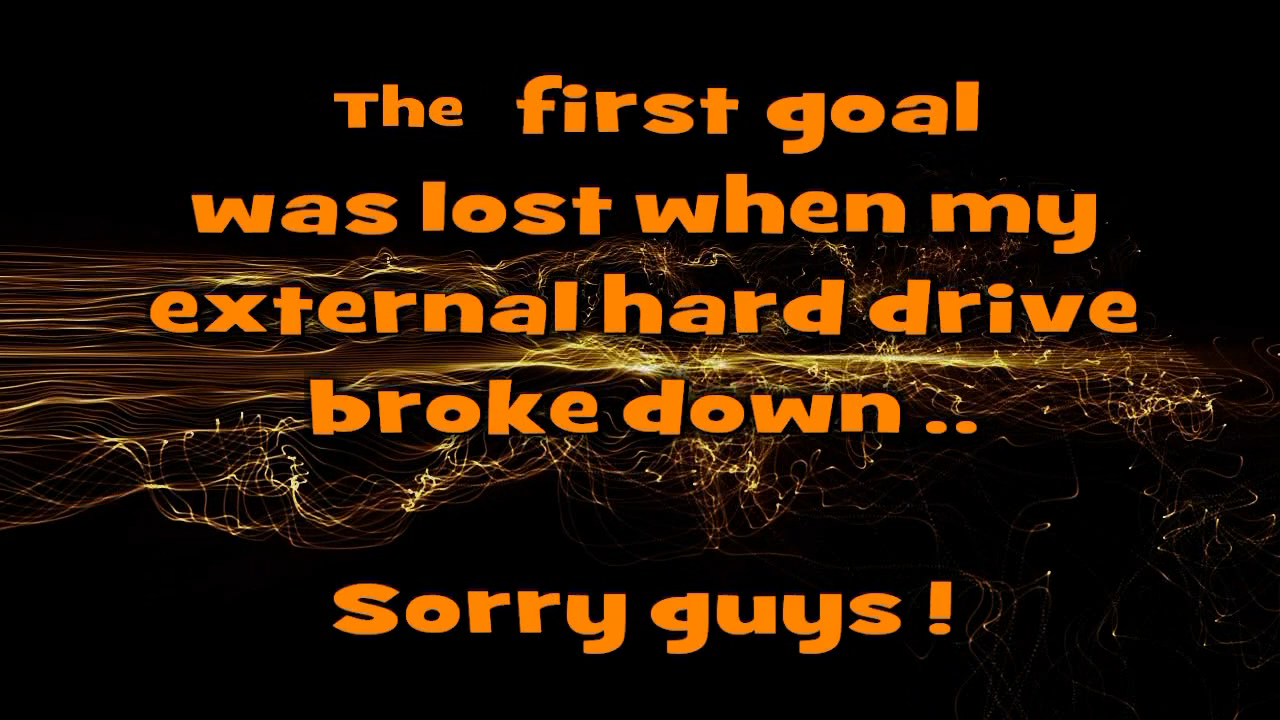 The first goal
was lost when my
external hard drive
broke down ..
Sorry guys !